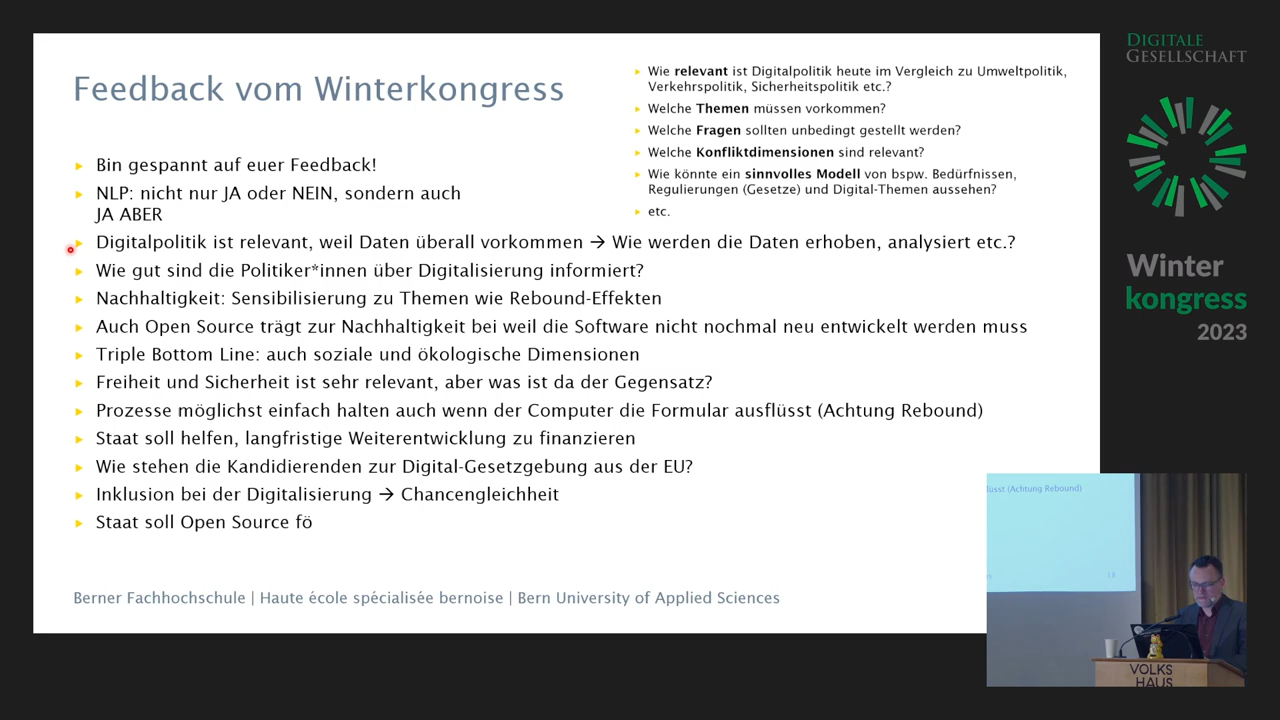 Feedback vom Winterkongress
Bin gespannt auf euer Feedback!
NLP: nicht nur JA oder NEIN, sondern auch
JA ABER
Digitalpolitik ist relevant, weil Daten überall vorkommen → Wie werden die Daten erhoben, analysiert etc.?
Wie gut sind die Politiker*innen über Digitalisierung informiert?
Nachhaltigkeit: Sensibilisierung zu Themen wie Rebound-Effekten
Auch Open Source trägt zur Nachhaltigkeit bei weil die Software nicht nochmal neu entwickelt werden muss
Triple Bottom Line: auch soziale und ökologische Dimensionen
Freiheit und Sicherheit ist sehr relevant, aber was ist da der Gegensatz?
Prozesse möglichst einfach halten auch wenn der Computer die Formular ausflüsst (Achtung Rebound)
Staat soll helfen, langfristige Weiterentwicklung zu finanzieren
Wie stehen die Kandidierenden zur Digital-Gesetzgebung aus der EU?
Inklusion bei der Digitalisierung → Chancengleichheit
Staat soll Open Source fö
Wie relevant ist Digitalpolitik heute im Vergleich zu Umweltpolitik,
Verkehrspolitik, Sicherheitspolitik etc.?
Welche Themen müssen vorkommen?
Welche Fragen sollten unbedingt gestellt werden?
Welche Konfliktdimensionen sind relevant?
Wie könnte ein sinnvolles Modell von bspw. Bedürfnissen,
Regulierungen (Gesetze) und Digital-Themen aussehen?
etc.
Berner Fachhochschule | Haute école spécialisée bernoise | Bern University of Applied Sciences
DIGITALE
GESELLSCHAFT
Winter
kongress
2023
(Achtung Rebound)
18
VOLKS
HAUS